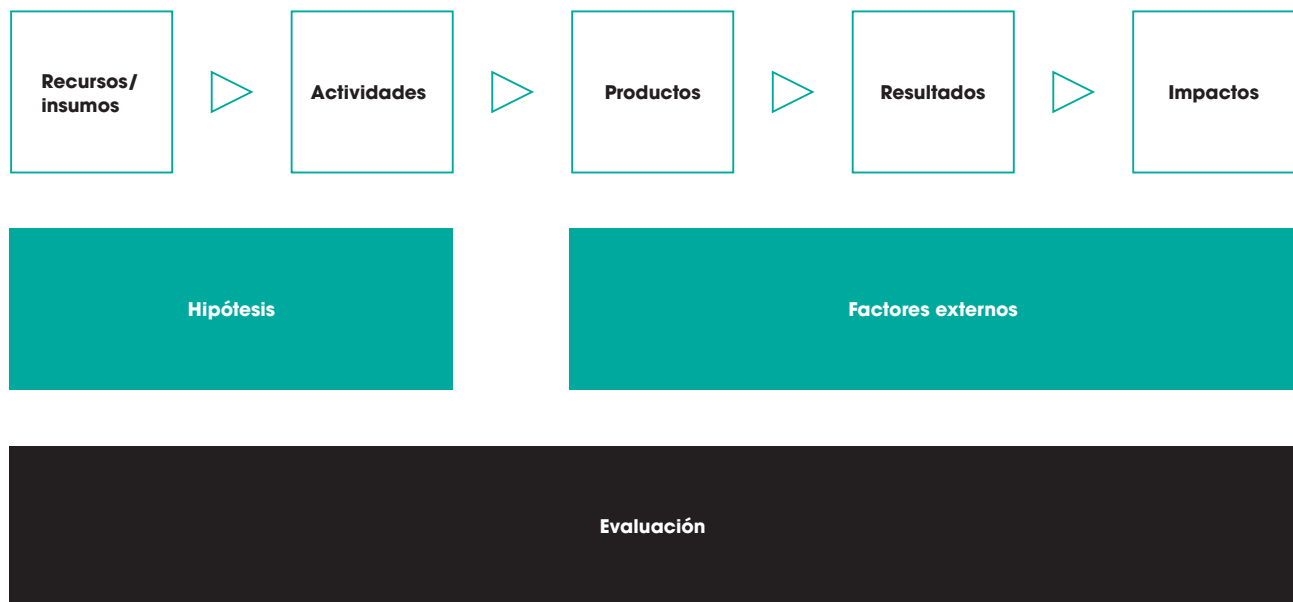 Recursos/
insumos
Actividades
Productos
Resultados
Impactos
Hipótesis
Factores externos
Evaluación